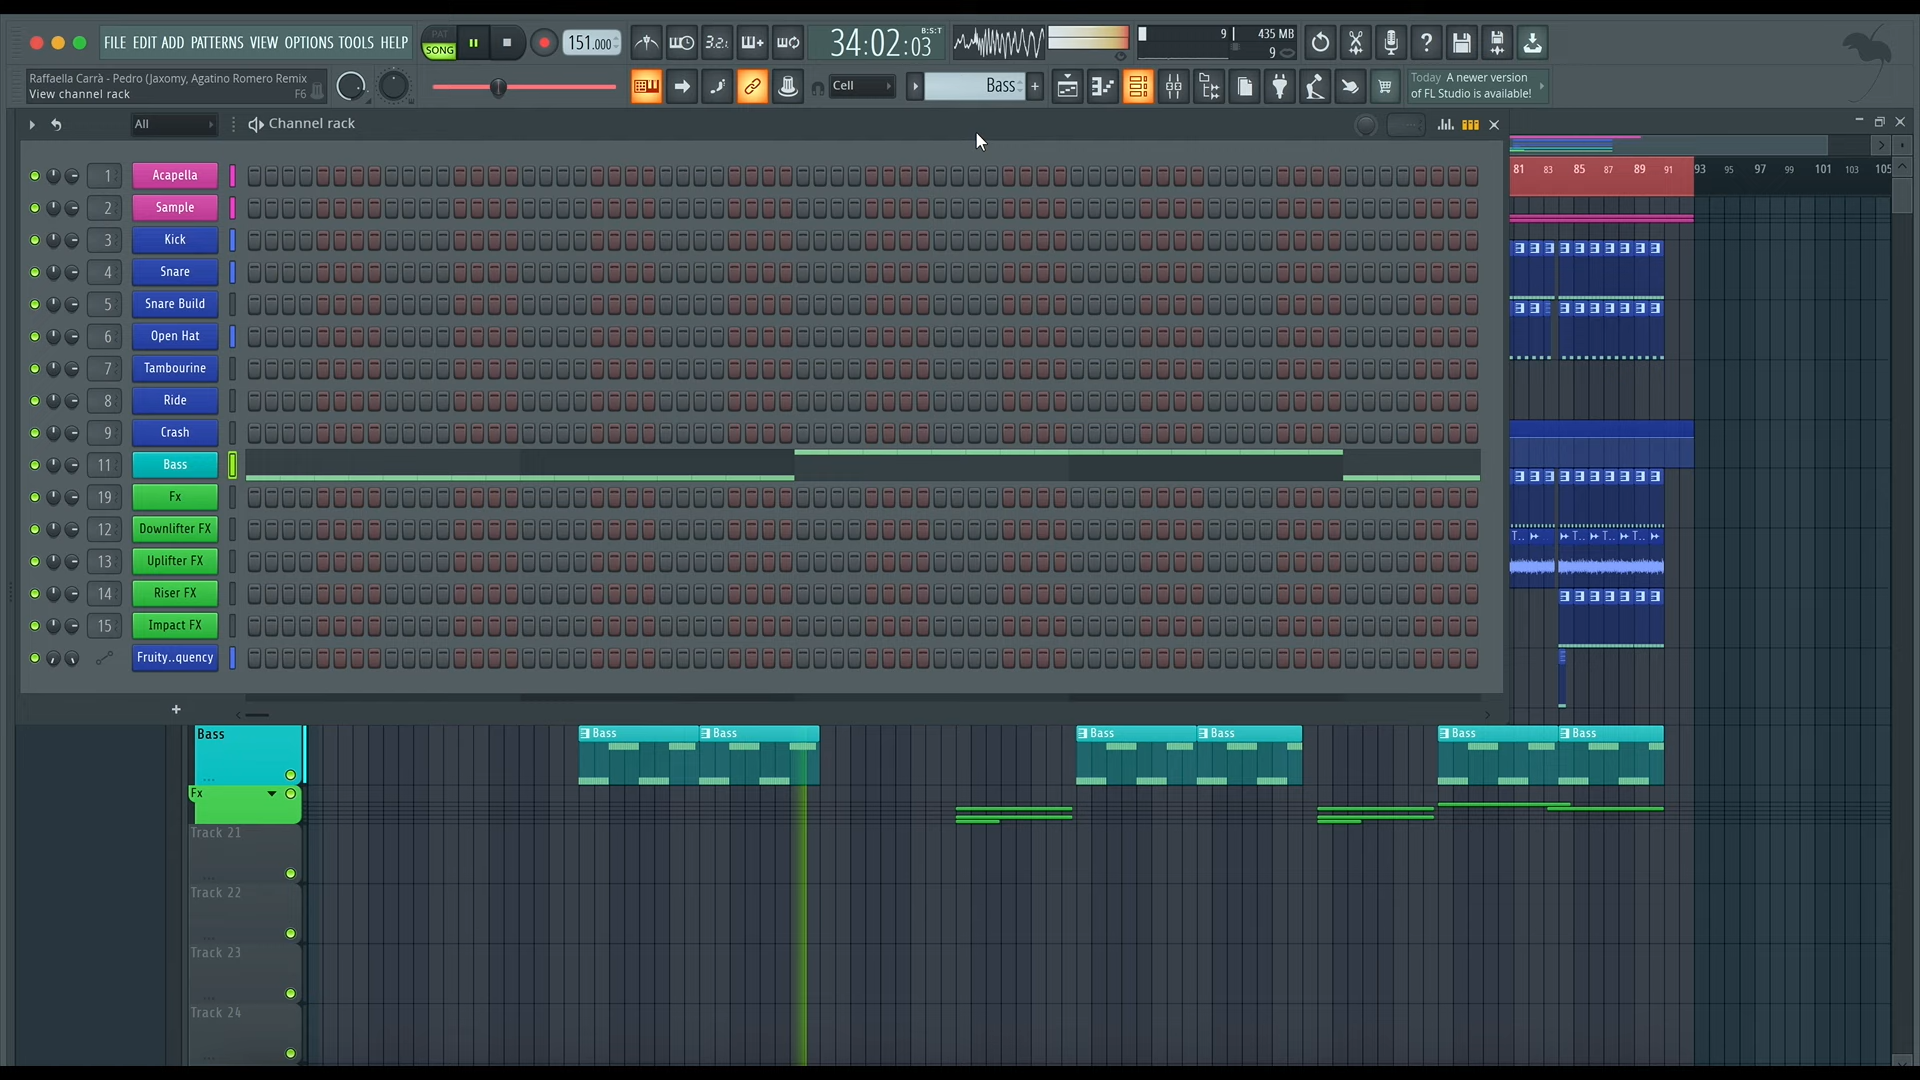 FILE EDIT ADD PATTERNS VIEW OPTIONS TOOLS HELP
PAT
SONG
151.000
3.2.
34:02:03
B:S:T
9
435 MB
9
Raffaella Carrà - Pedro (Jaxomy, Agatino Romero Remix
View channel rack
F6
Cell
Bass
Today A newer version
of FL Studio is available!
All
Channel rack
1 Acapella
2 Sample
3 Kick
4 Snare
5 Snare Build
6 Open Hat
7 Tambourine
8 Ride
9 Crash
11 Bass
19 Fx
12 Downlifter FX
13 Uplifter FX
14 Riser FX
15 Impact FX
Fruity..quency
81 83 85 87 89 91 93 95 97 99 101 103 105
T.. T.. T.. T..
Bass
Bass Bass Bass Bass Bass Bass
Fx
Track 21
Track 22
Track 23
Track 24